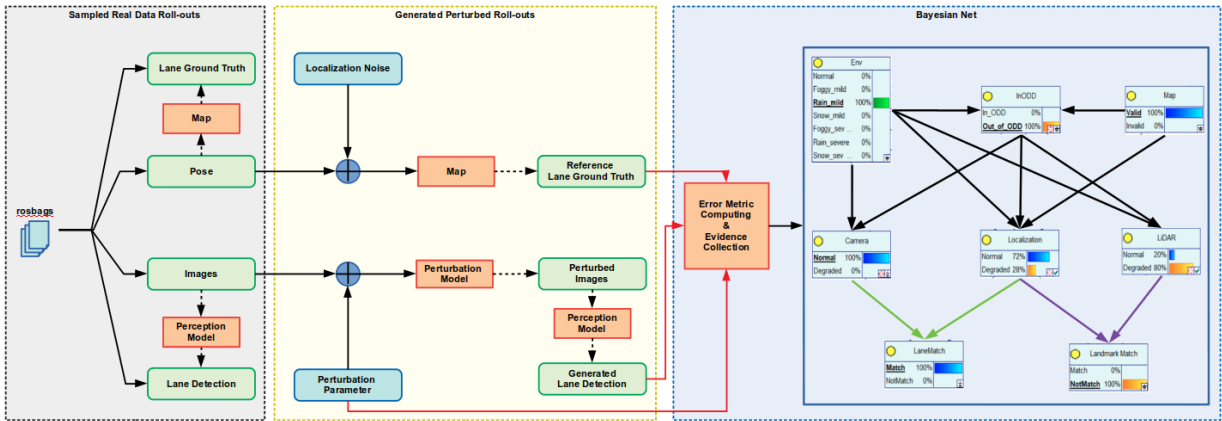 Sampled Real Data Roll-outs
Lane Ground Truth
Map
Pose
rosbags
Images
Perception
Model
Lane Detection
Generated Perturbed Roll-outs
Localization Noise
Map
Reference
Lane Ground Truth
Perturbation Model
Perturbed
Images
Perception
Model
Generated
Lane Detection
Perturbation
Parameter
Error Metric
Computing
&
Evidence
Collection
Bayesian Net
Env
Normal 0%
Foggy_mild 0%
Rain_mild 100%
Snow_mild 0%
Foggy_sev ... 0%
Rain_severe 0%
Snow_sev ... 0%
InODD
In_ODD 0%
Out_of_ODD 100%
Map
Valid 100%
Invalid 0%
Camera
Normal 100%
Degraded 0%
Localization
Normal 72%
Degraded 28%
LiDAR
Normal 20%
Degraded 80%
LaneMatch
Match 100%
NotMatch 0%
Landmark Match
Match 0%
NotMatch 100%